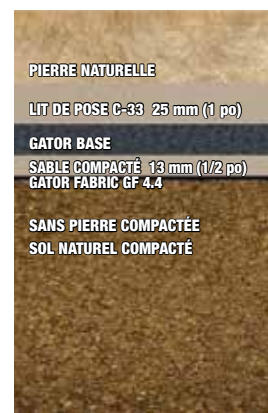 PIERRE NATURELLE
LIT DE POSE C-33 25 mm (1 po)
GATOR BASE
SABLE COMPACTÉ 13 mm (1/2 po)
GATOR FABRIC GF 4.4
SANS PIERRE COMPACTÉE
SOL NATUREL COMPACTÉ